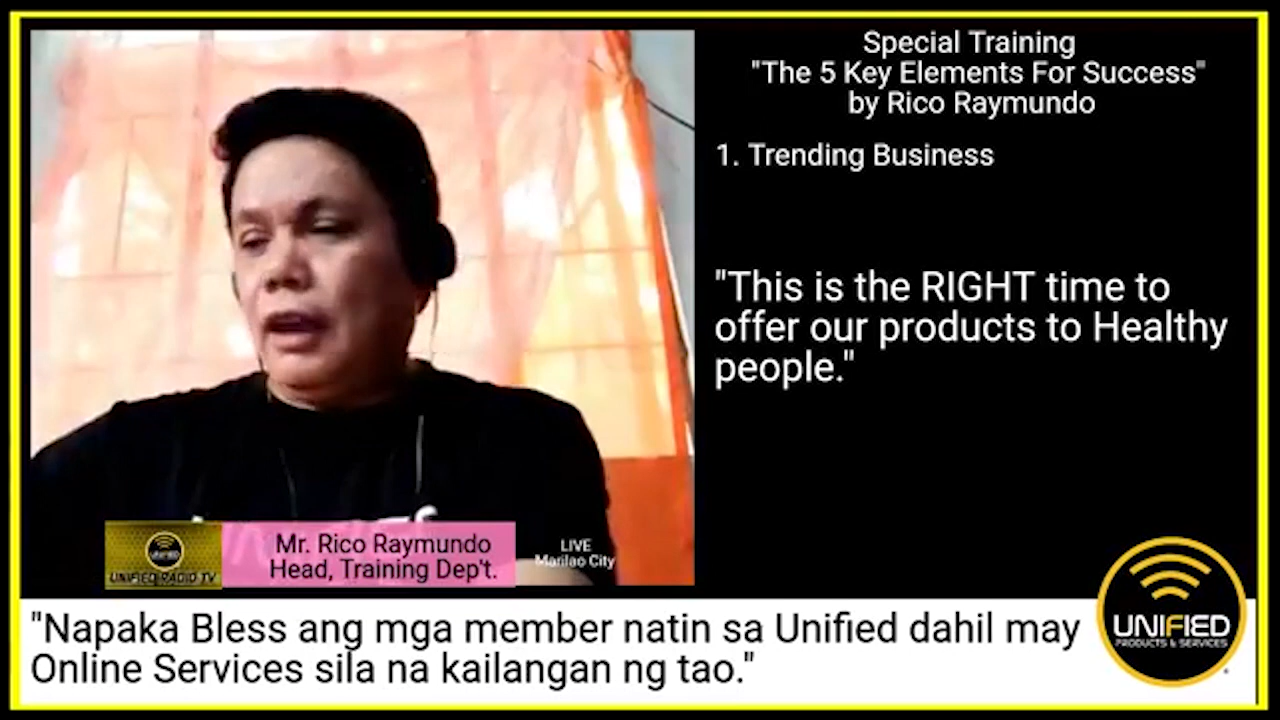 Special Training
"The 5 Key Elements For Success"
by Rico Raymundo
1. Trending Business
"This is the RIGHT time to
offer our products to Healthy
people."
UNIFIED
UNIFIED RADIO TV
Mr. Rico Raymundo
Head, Training Dep't.
LIVE
Marilao City
"Napaka Bless ang mga member natin sa Unified dahil may
Online Services sila na kailangan ng tao."
UNIFIED
PRODUCTS & SERVICES